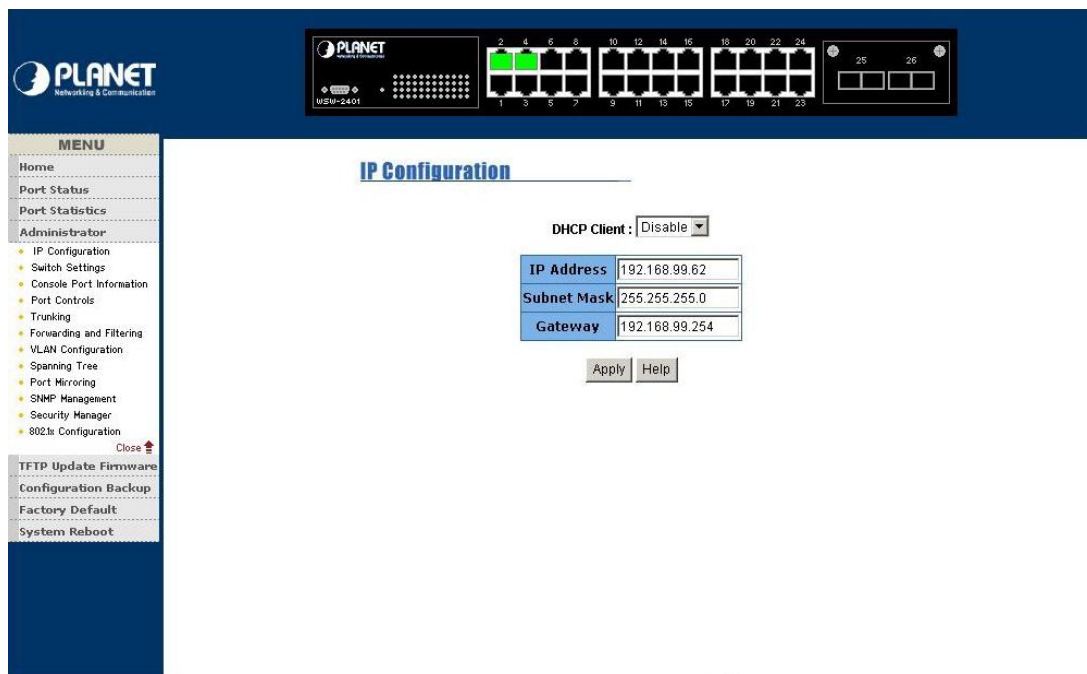 PLANET
Networking & Communication
PLANET
Networking & Communication
WSW-2401
2 4 6 8 10 12 14 16 18 20 22 24
1 3 5 7 9 11 13 15 17 19 21 23
25 26
MENU
Home
Port Status
Port Statistics
Administrator
IP Configuration
Switch Settings
Console Port Information
Port Controls
Trunking
Forwarding and Filtering
VLAN Configuration
Spanning Tree
Port Mirroring
SNMP Management
Security Manager
802.1x Configuration
Close
TFTP Update Firmware
Configuration Backup
Factory Default
System Reboot
IP Configuration
DHCP Client : Disable
IP Address 192.168.99.62
Subnet Mask 255.255.255.0
Gateway 192.168.99.254
Apply Help